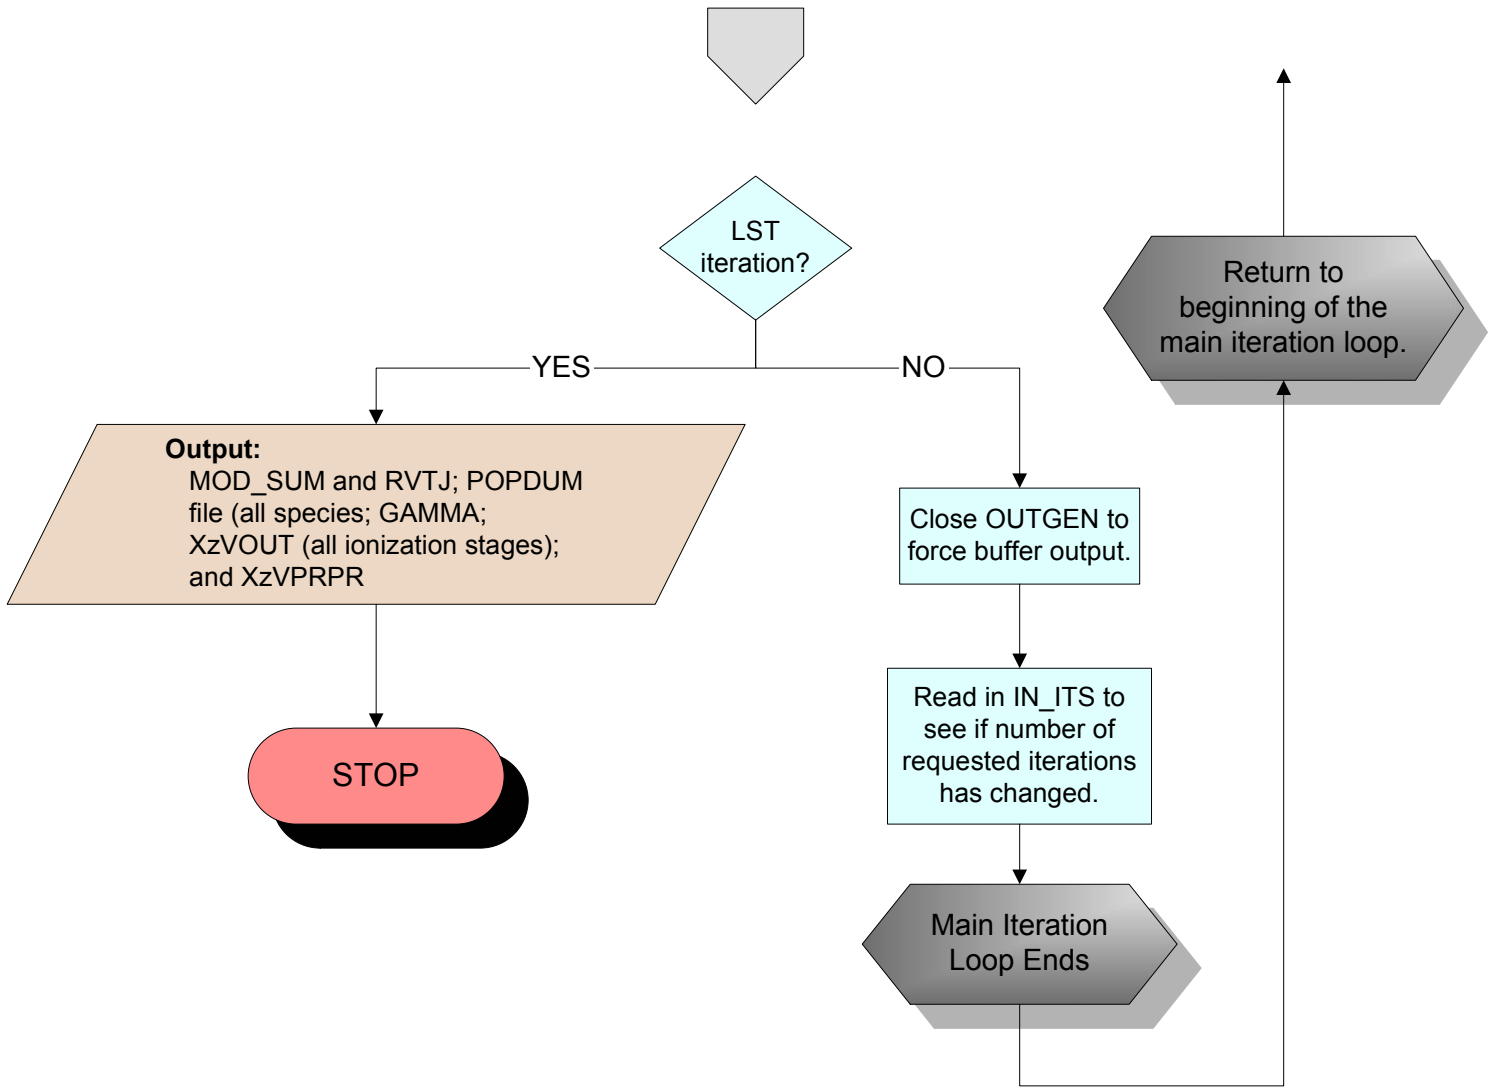 LST
iteration?
YES
NO
Output:
MOD_SUM and RVTJ; POPDUM
file (all species; GAMMA;
XzVOUT (all ionization stages);
and XzVPRPR
STOP
Close OUTGEN to
force buffer output.
Read in IN_ITS to
see if number of
requested iterations
has changed.
Main Iteration
Loop Ends
Return to
beginning of the
main iteration loop.